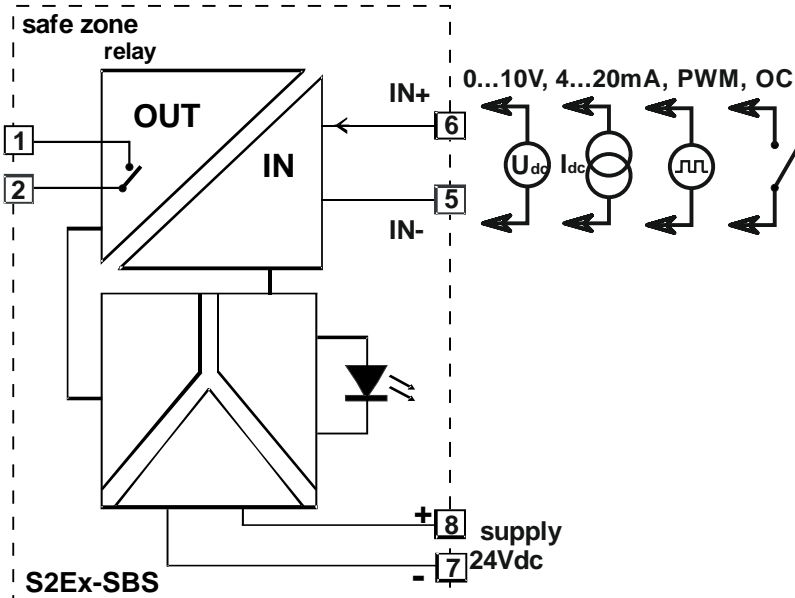 safe zone
relay
0...10V, 4...20mA, PWM, OC
IN+
OUT
6
1
IN
Udc
Idc
2
5
IN-
+
8
supply
24Vdc
7
-
S2Ex-SBS